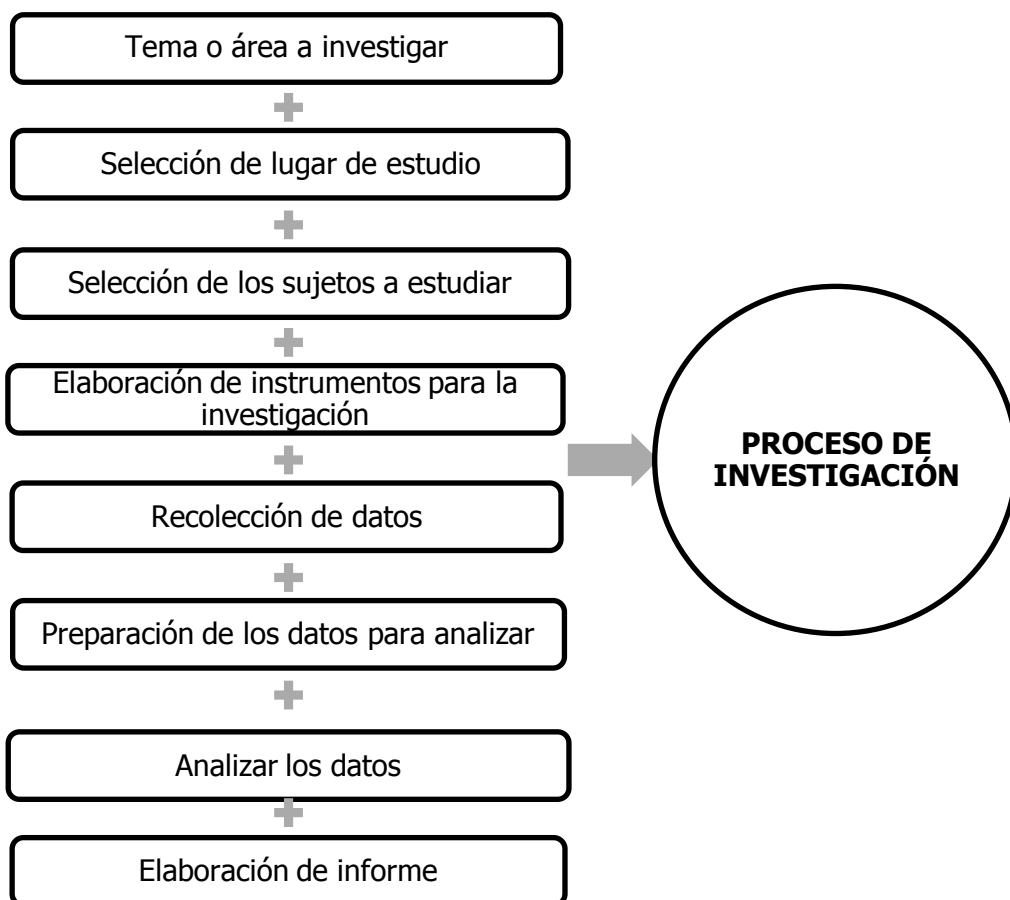 Tema o área a investigar
Selección de lugar de estudio
Selección de los sujetos a estudiar
Elaboración de instrumentos para la
investigación
Recolección de datos
Preparación de los datos para analizar
Analizar los datos
Elaboración de informe
PROCESO DE
INVESTIGACIÓN